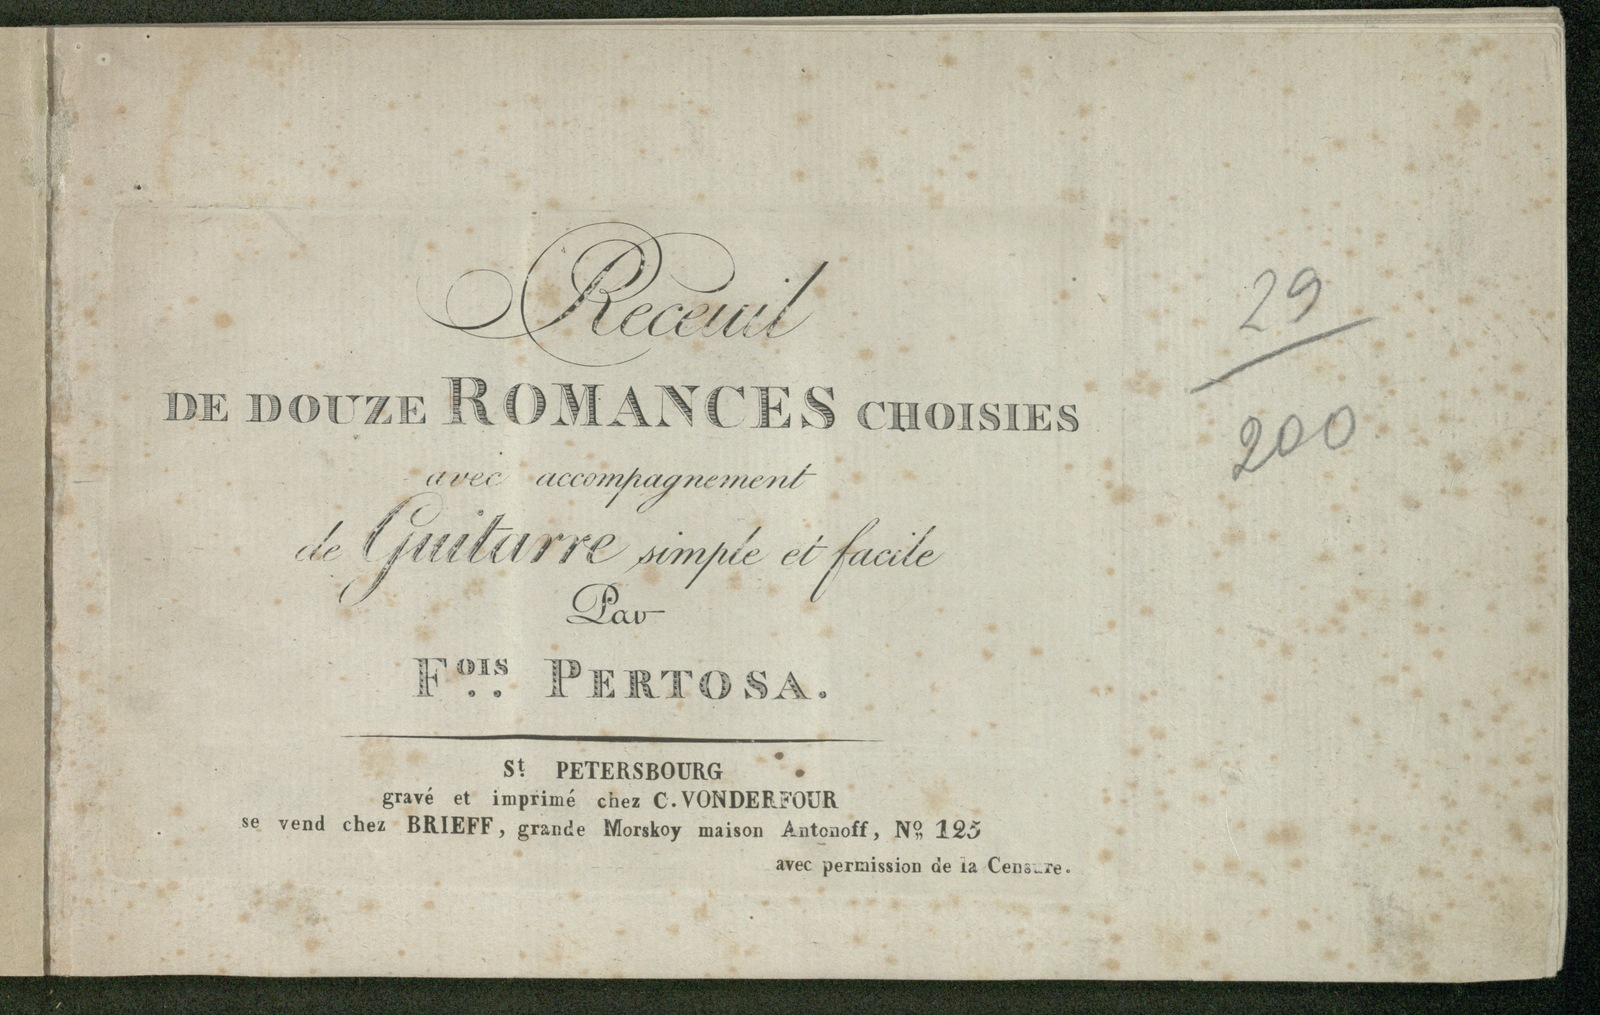 Receuil
DE DOUZE ROMANCES CHOISIES
avec accompagnement
de Guitarre simple et facile
Par
Fois.. PERTOSA.
St. PETERSBOURG
gravé et imprimé chez C. VONDERFOUR
se vend chez BRIEFF, grande Morskoy maison Antonoff, No 125
avec permission de la Censure.
29
200